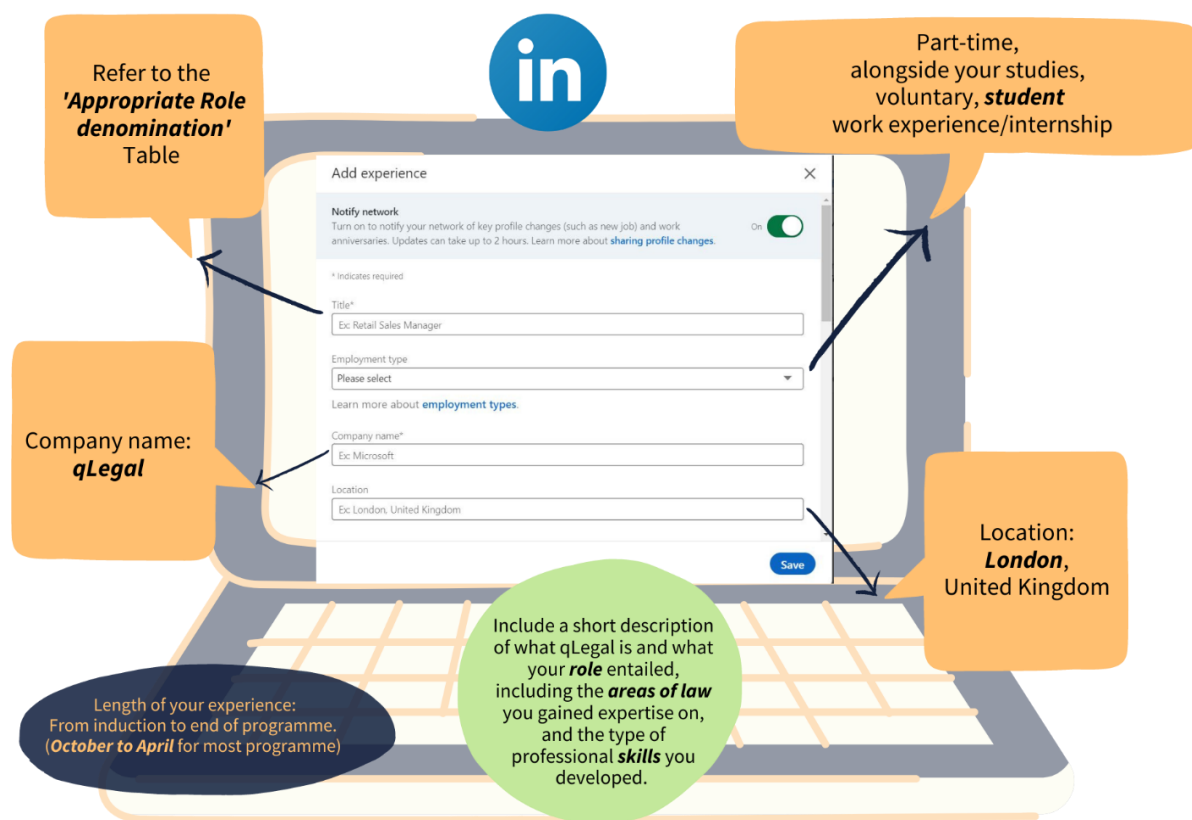 in
Refer to the
'Appropriate Role
denomination'
Table
Part-time,
alongside your studies,
voluntary, student
work experience/internship
Add experience
Notify network
Turn on to notify your network of key profile changes (such as new job) and work
anniversaries. Updates can take up to 2 hours. Learn more about sharing profile changes.
On
* Indicates required
Title*
Ex: Retail Sales Manager
Employment type
Please select
Learn more about employment types.
Company name*
Ex: Microsoft
Location
Ex: London, United Kingdom
Save
Company name:
qLegal
Location:
London,
United Kingdom
Include a short description
of what qLegal is and what
your role entailed,
including the areas of law
you gained expertise on,
and the type of
professional skills you
developed.
Length of your experience:
From induction to end of programme.
(October to April for most programme)